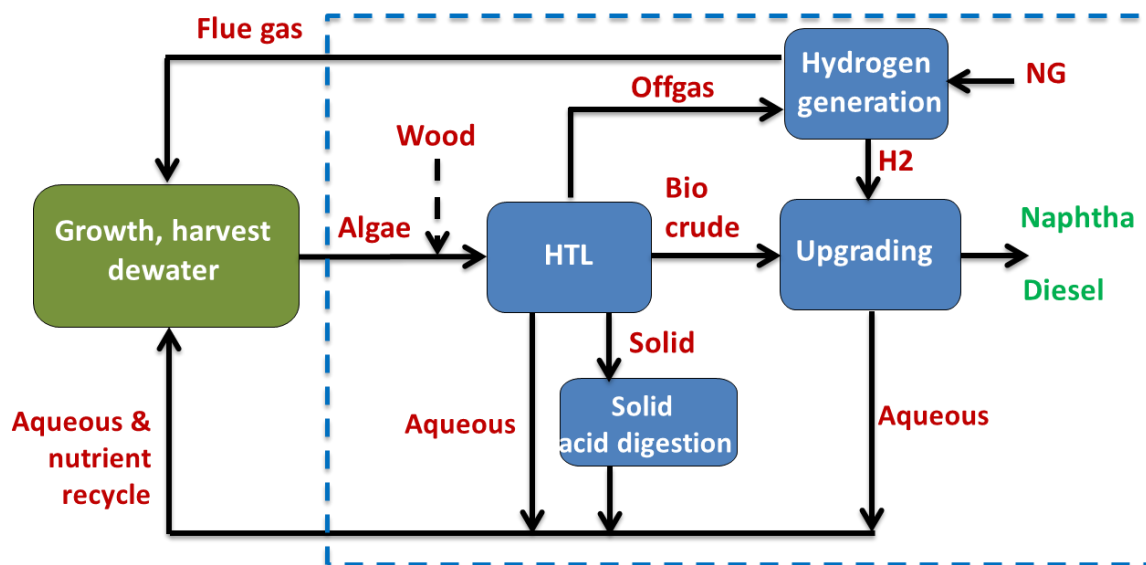 Flue gas
Hydrogen
generation
NG
Offgas
Wood
H2
Bio
crude
Algae
Growth, harvest
dewater
HTL
Upgrading
Naphtha
Diesel
Solid
Solid
acid digestion
Aqueous
Aqueous
Aqueous &
nutrient
recycle